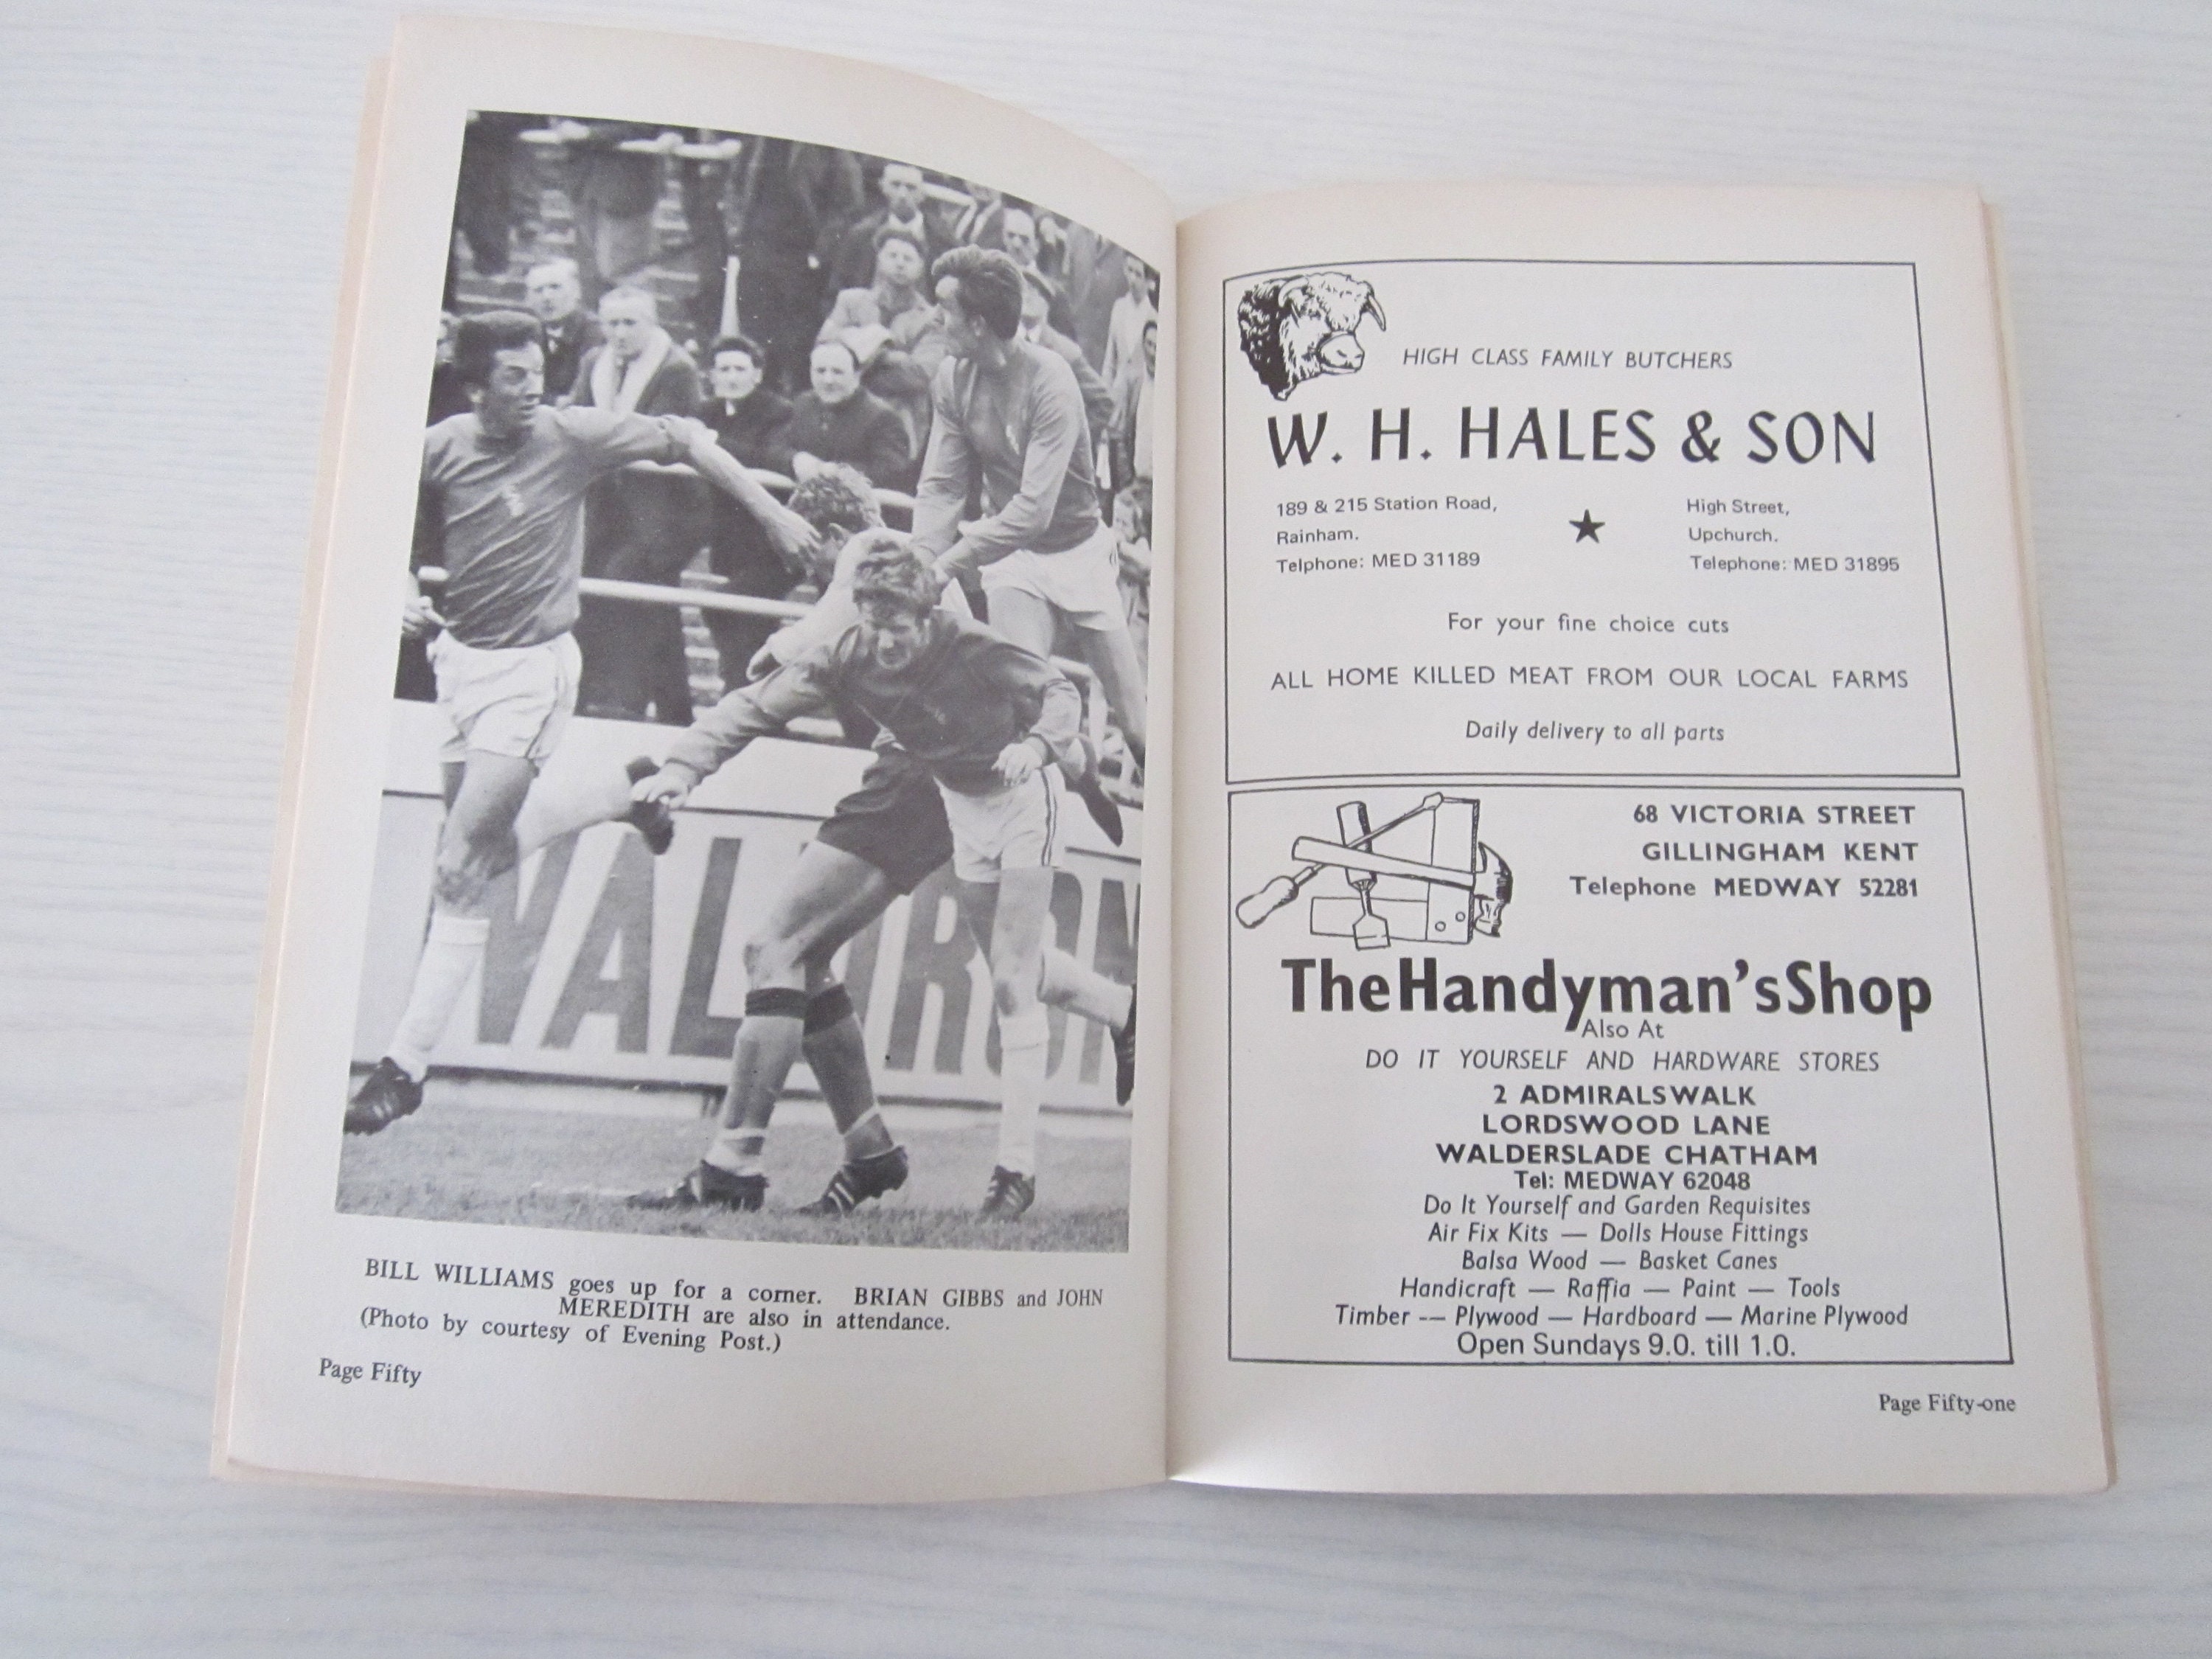 BILL WILLIAMS goes up for a corner. BRIAN GIBBS and JOHN
MEREDITH are also in attendance.
(Photo by courtesy of Evening Post.)
Page Fifty
HIGH CLASS FAMILY BUTCHERS
W. H. HALES & SON
189 & 215 Station Road,
Rainham.
Telphone: MED 31189
★
High Street,
Upchurch.
Telephone: MED 31895
For your fine choice cuts
ALL HOME KILLED MEAT FROM OUR LOCAL FARMS
Daily delivery to all parts
68 VICTORIA STREET
GILLINGHAM KENT
Telephone MEDWAY 52281
The Handyman's Shop
Also At
DO IT YOURSELF AND HARDWARE STORES
2 ADMIRALS WALK
LORDSWOOD LANE
WALDERSLADE CHATHAM
Tel: MEDWAY 62048
Do It Yourself and Garden Requisites
Air Fix Kits — Dolls House Fittings
Balsa Wood — Basket Canes
Handicraft — Raffia — Paint — Tools
Timber -- Plywood — Hardboard — Marine Plywood
Open Sundays 9.0. till 1.0.
Page Fifty-one